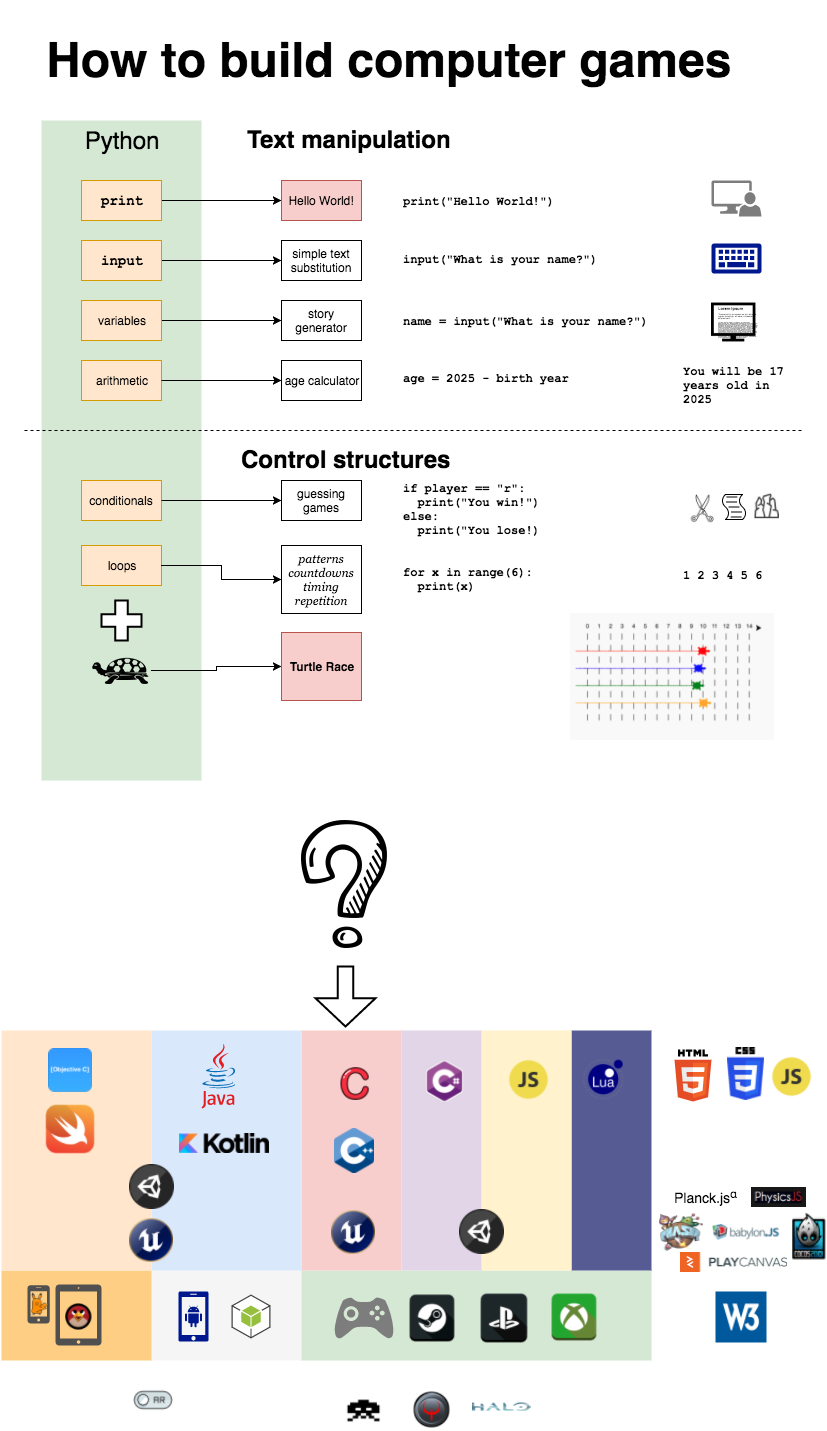 How to build computer games
Python
Text manipulation
print
Hello World!
print("Hello World!")
input
simple text
substitution
input("What is your name?")
variables
story
generator
name = input("What is your name?")
Lorem Ipsum
arithmetic
age calculator
age = 2025 - birth year
You will be 17
years old in
2025
Control structures
conditionals
guessing
games
if player == "r":
print("You win!")
else:
print("You lose!)
loops
patterns
countdowns
timing
repetition
for x in range(6):
print(x)
1 2 3 4 5 6
0 1 2 3 4 5 6 7 8 9 10 11 12 13 14
Turtle Race
{Objective C}
Java
C
C#
JS
Lua
HTML
5
CSS
3
JS
Kotlin
C++
Planck.jsα
PhysicsJS
babylon.JS
COCOS2D-X
PLAYCANVAS
W3
AR
HALO